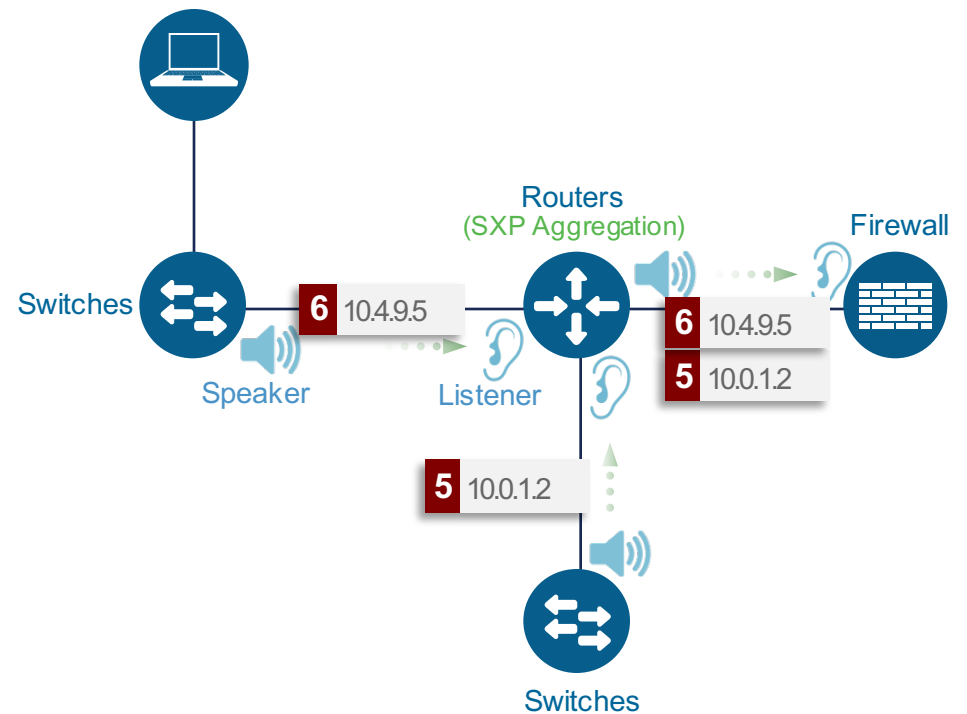 Routers
(SXP Aggregation)
Firewall
Switches
6 10.4.9.5
6 10.4.9.5
Speaker
Listener
5 10.0.1.2
5 10.0.1.2
Switches